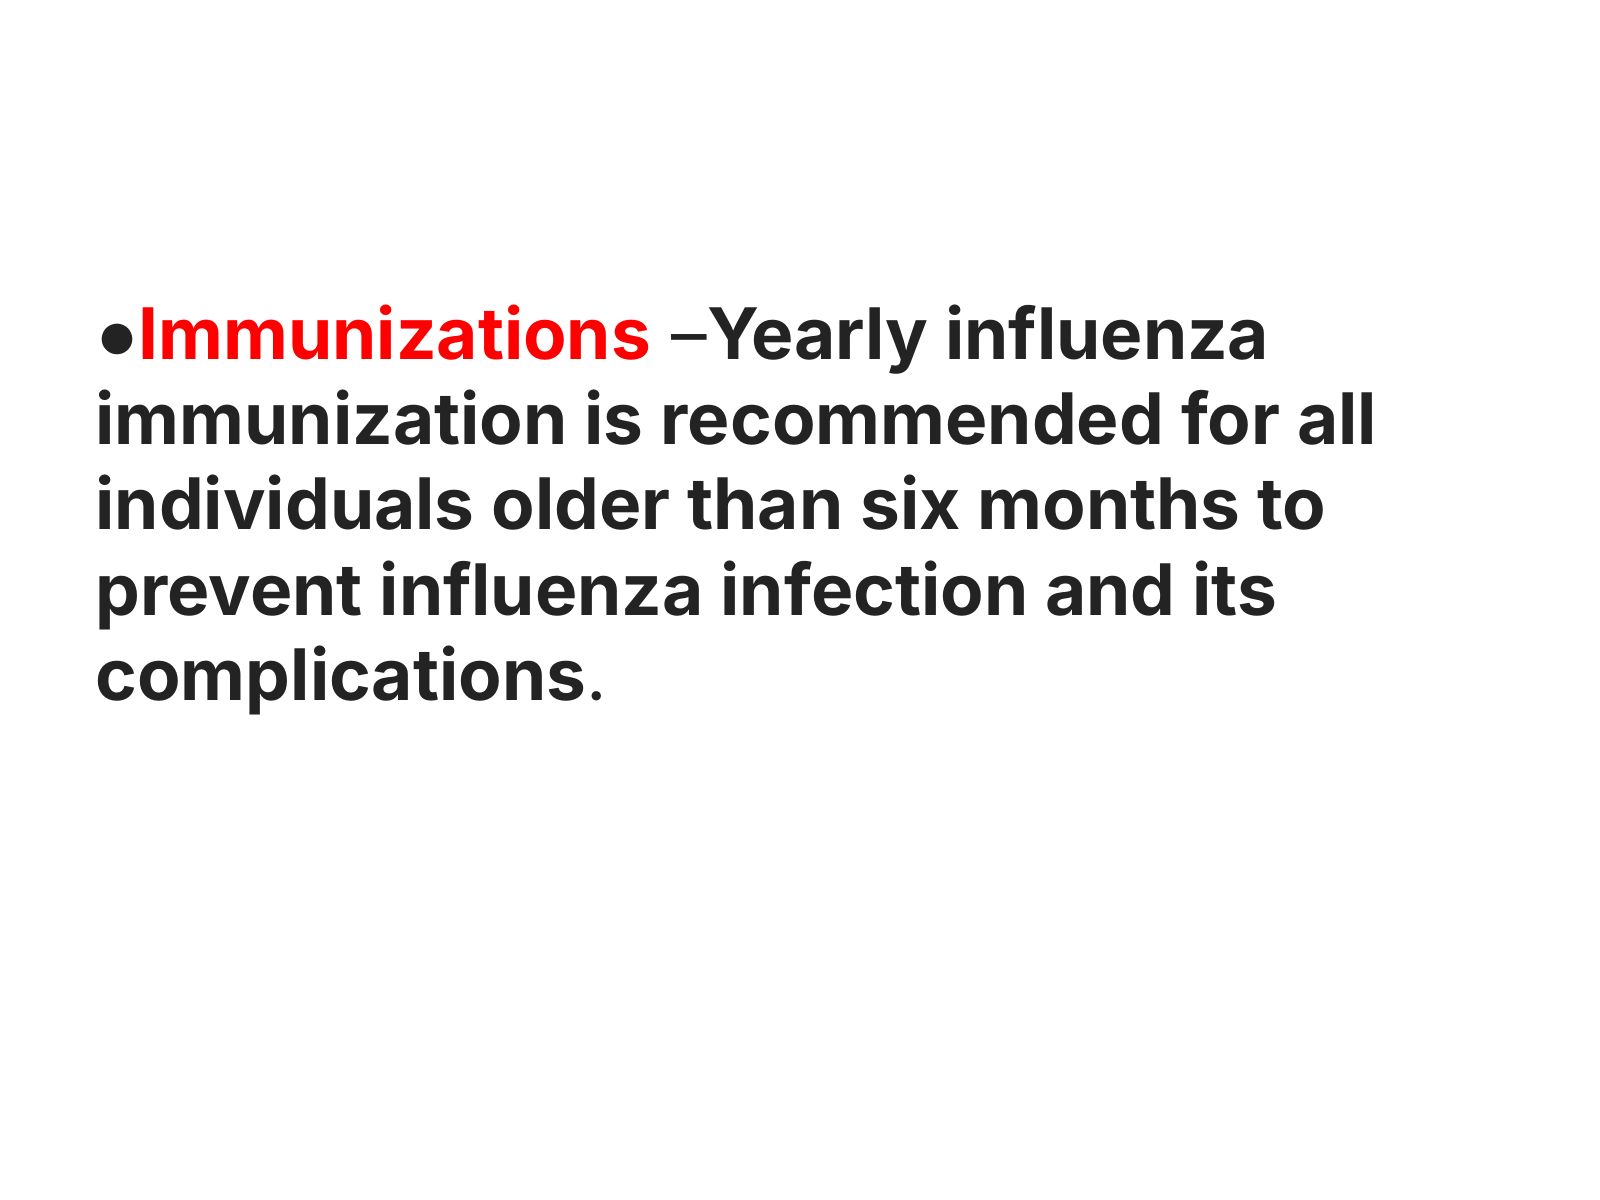 ●Immunizations –Yearly influenza
immunization is recommended for all
individuals older than six months to
prevent influenza infection and its
complications.